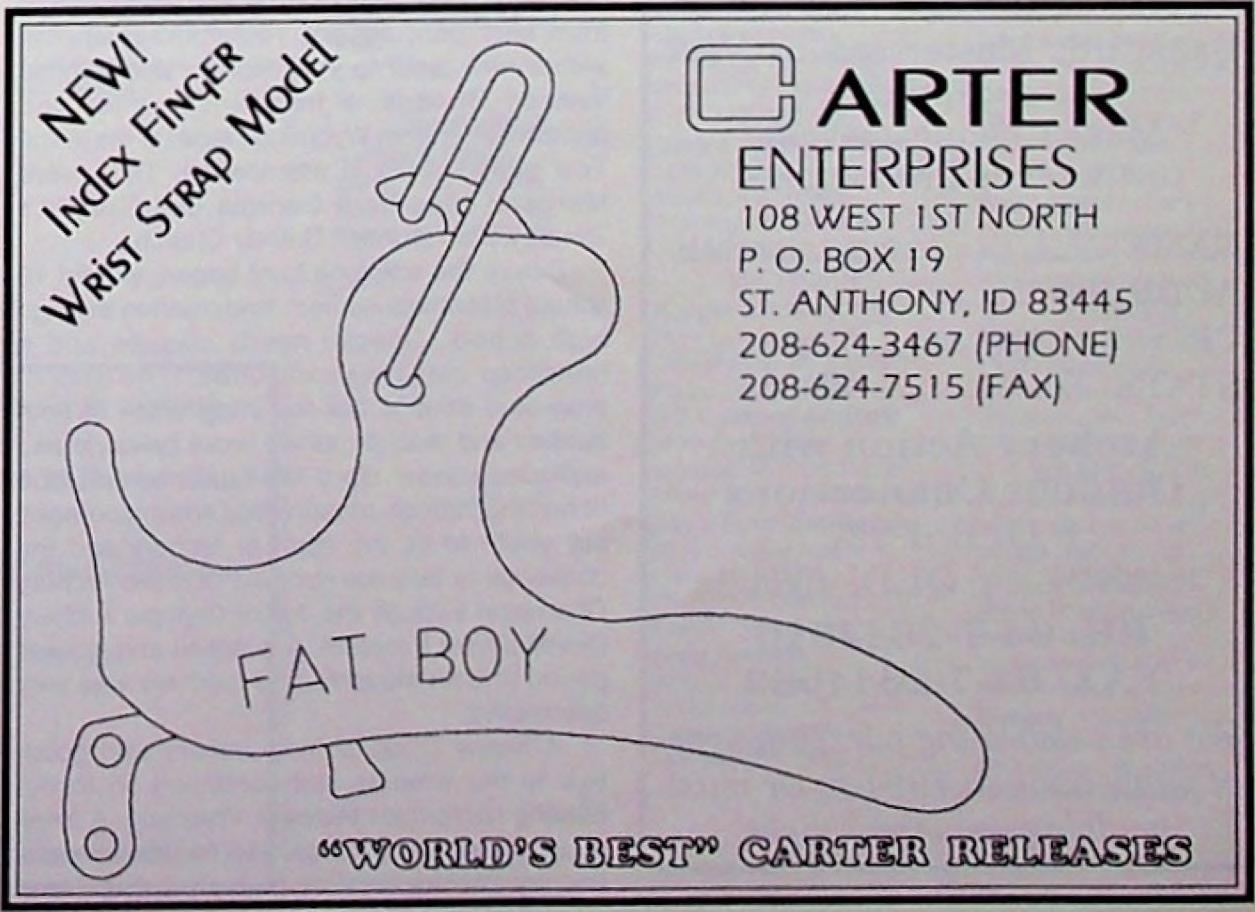 NEW!
INDEX FINGER
WRIST STRAP MODEL
CARTER
ENTERPRISES
108 WEST 1ST NORTH
P. O. BOX 19
ST. ANTHONY, ID 83445
208-624-3467 (PHONE)
208-624-7515 (FAX)
FAT BOY
“WORLD'S BEST” CARTER RELEASES